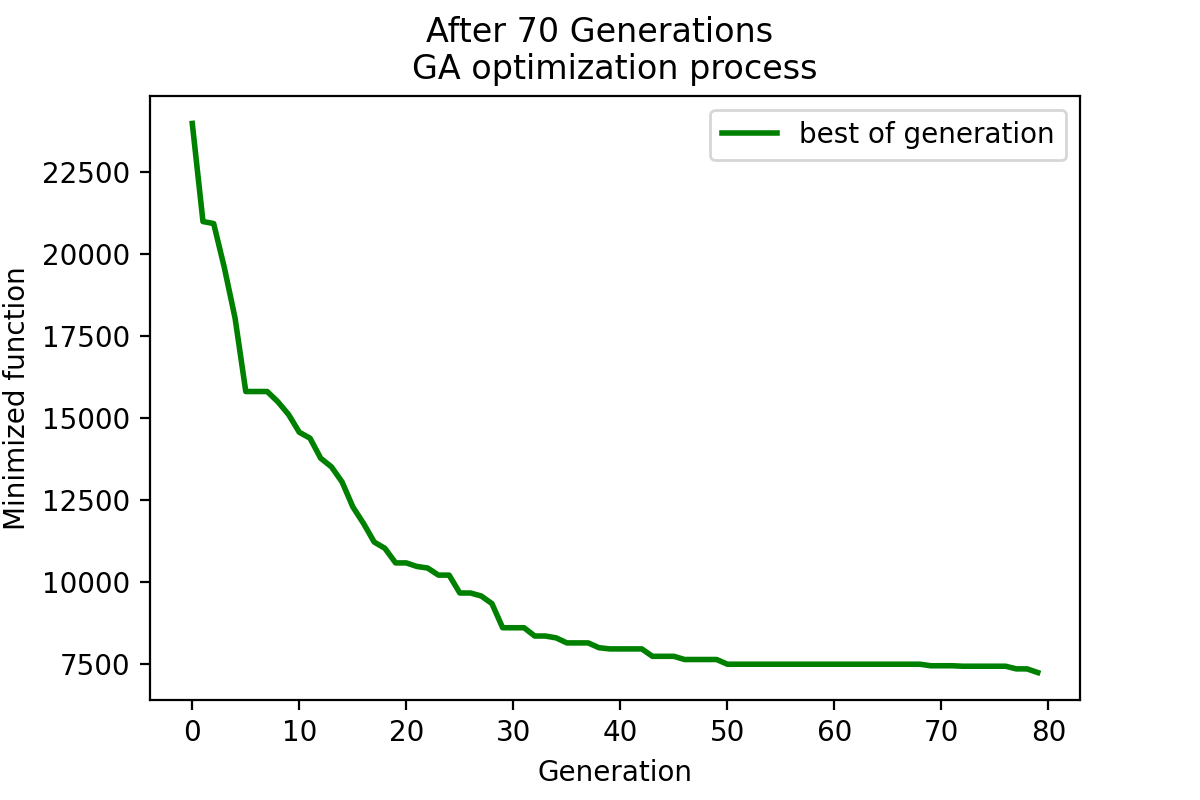 After 70 Generations
GA optimization process
best of generation
Minimized function
22500
20000
17500
15000
12500
10000
7500
0 10 20 30 40 50 60 70 80
Generation